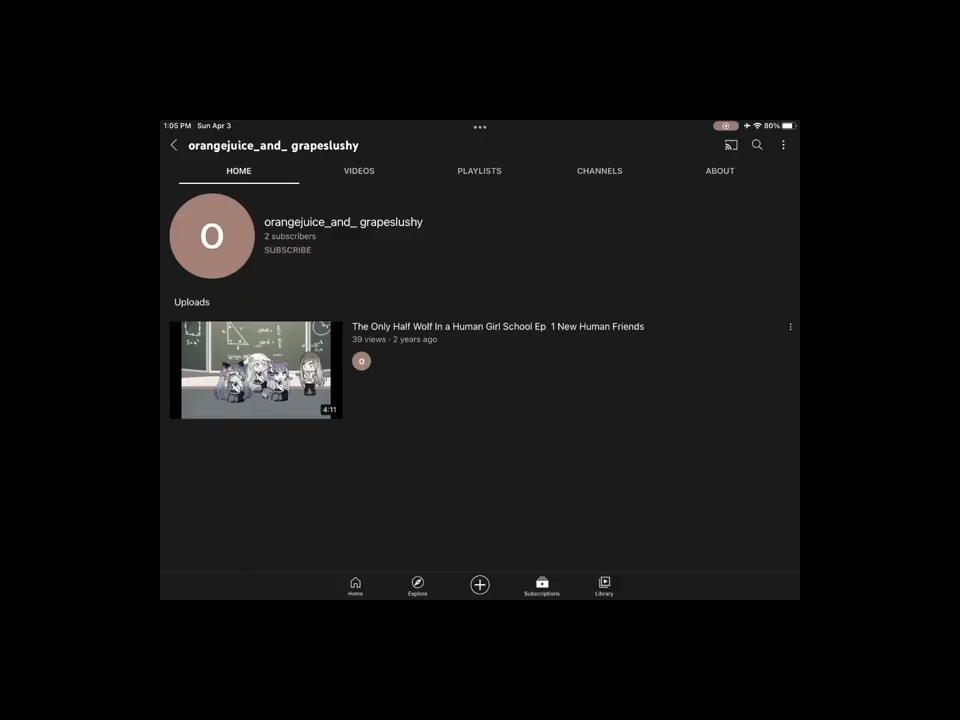 1:05 PM Sun Apr 3
80%
orangejuice_and_ grapeslushy
HOME VIDEOS PLAYLISTS CHANNELS ABOUT
O
orangejuice_and_ grapeslushy
2 subscribers
SUBSCRIBE
Uploads
The Only Half Wolf In a Human Girl School Ep 1 New Human Friends
39 views · 2 years ago
O
4:11
Home Explore Subscriptions Library